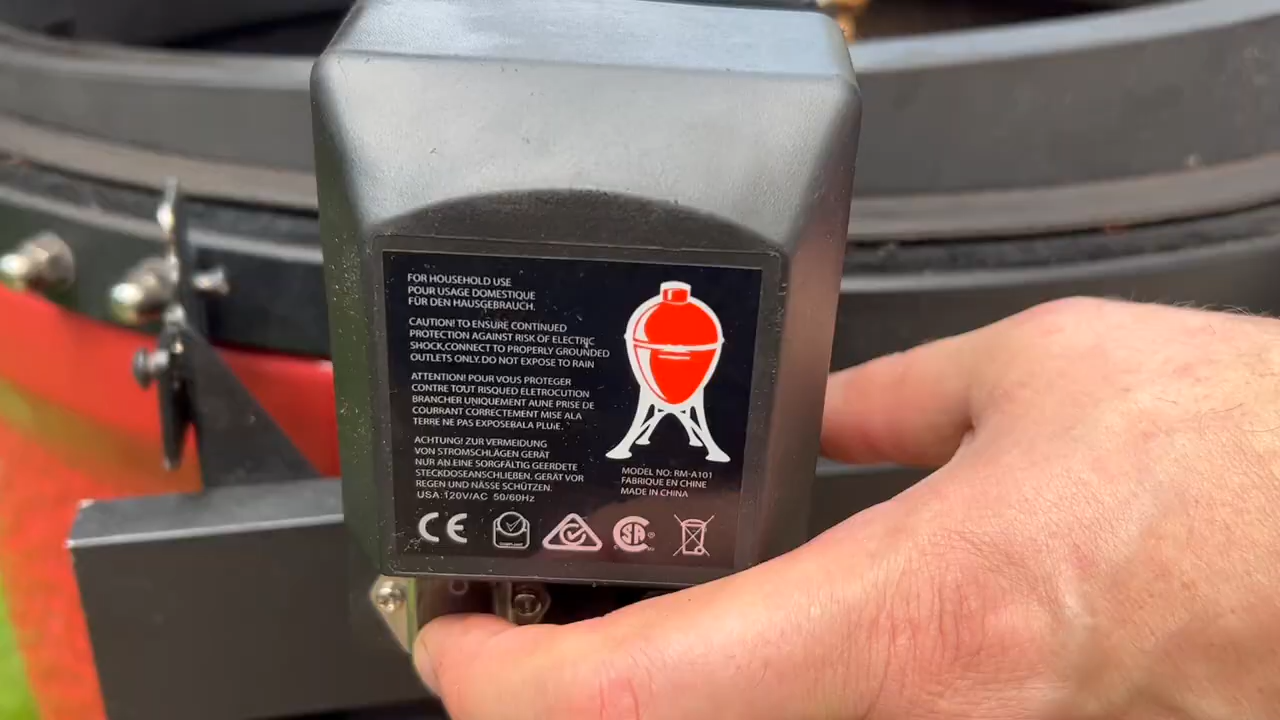 FOR HOUSEHOLD USE
POUR USAGE DOMESTIQUE
FÜR DEN HAUSGEBRAUCH.
CAUTION! TO ENSURE CONTINUED
PROTECTION AGAINST RISK OF ELECTRIC
SHOCK,CONNECT TO PROPERLY GROUNDED
OUTLETS ONLY.DO NOT EXPOSE TO RAIN
ATTENTION! POUR VOUS PROTEGER
CONTRE TOUT RISQUED ELETROCUTION
BRANCHER UNIQUEMENT AUNE PRISE DE
COURRANT CORRECTEMENT MISE ALA
TERRE NE PAS EXPOSEBALA PLUiE.
ACHTUNG! ZUR VERMEIDUNG
VON STROMSCHLÄGEN GERÄT
NUR AN EINE SORGFÄLTIG GEERDETE
STECKDOSEANSCHLIEßEN. GERÄT VOR
REGEN UND NÄSSE SCHÜTZEN.
USA:120V/AC 50/60Hz
MODEL NO: RM-A101
FABRIQUE EN CHINE
MADE IN CHINA
CE
SA